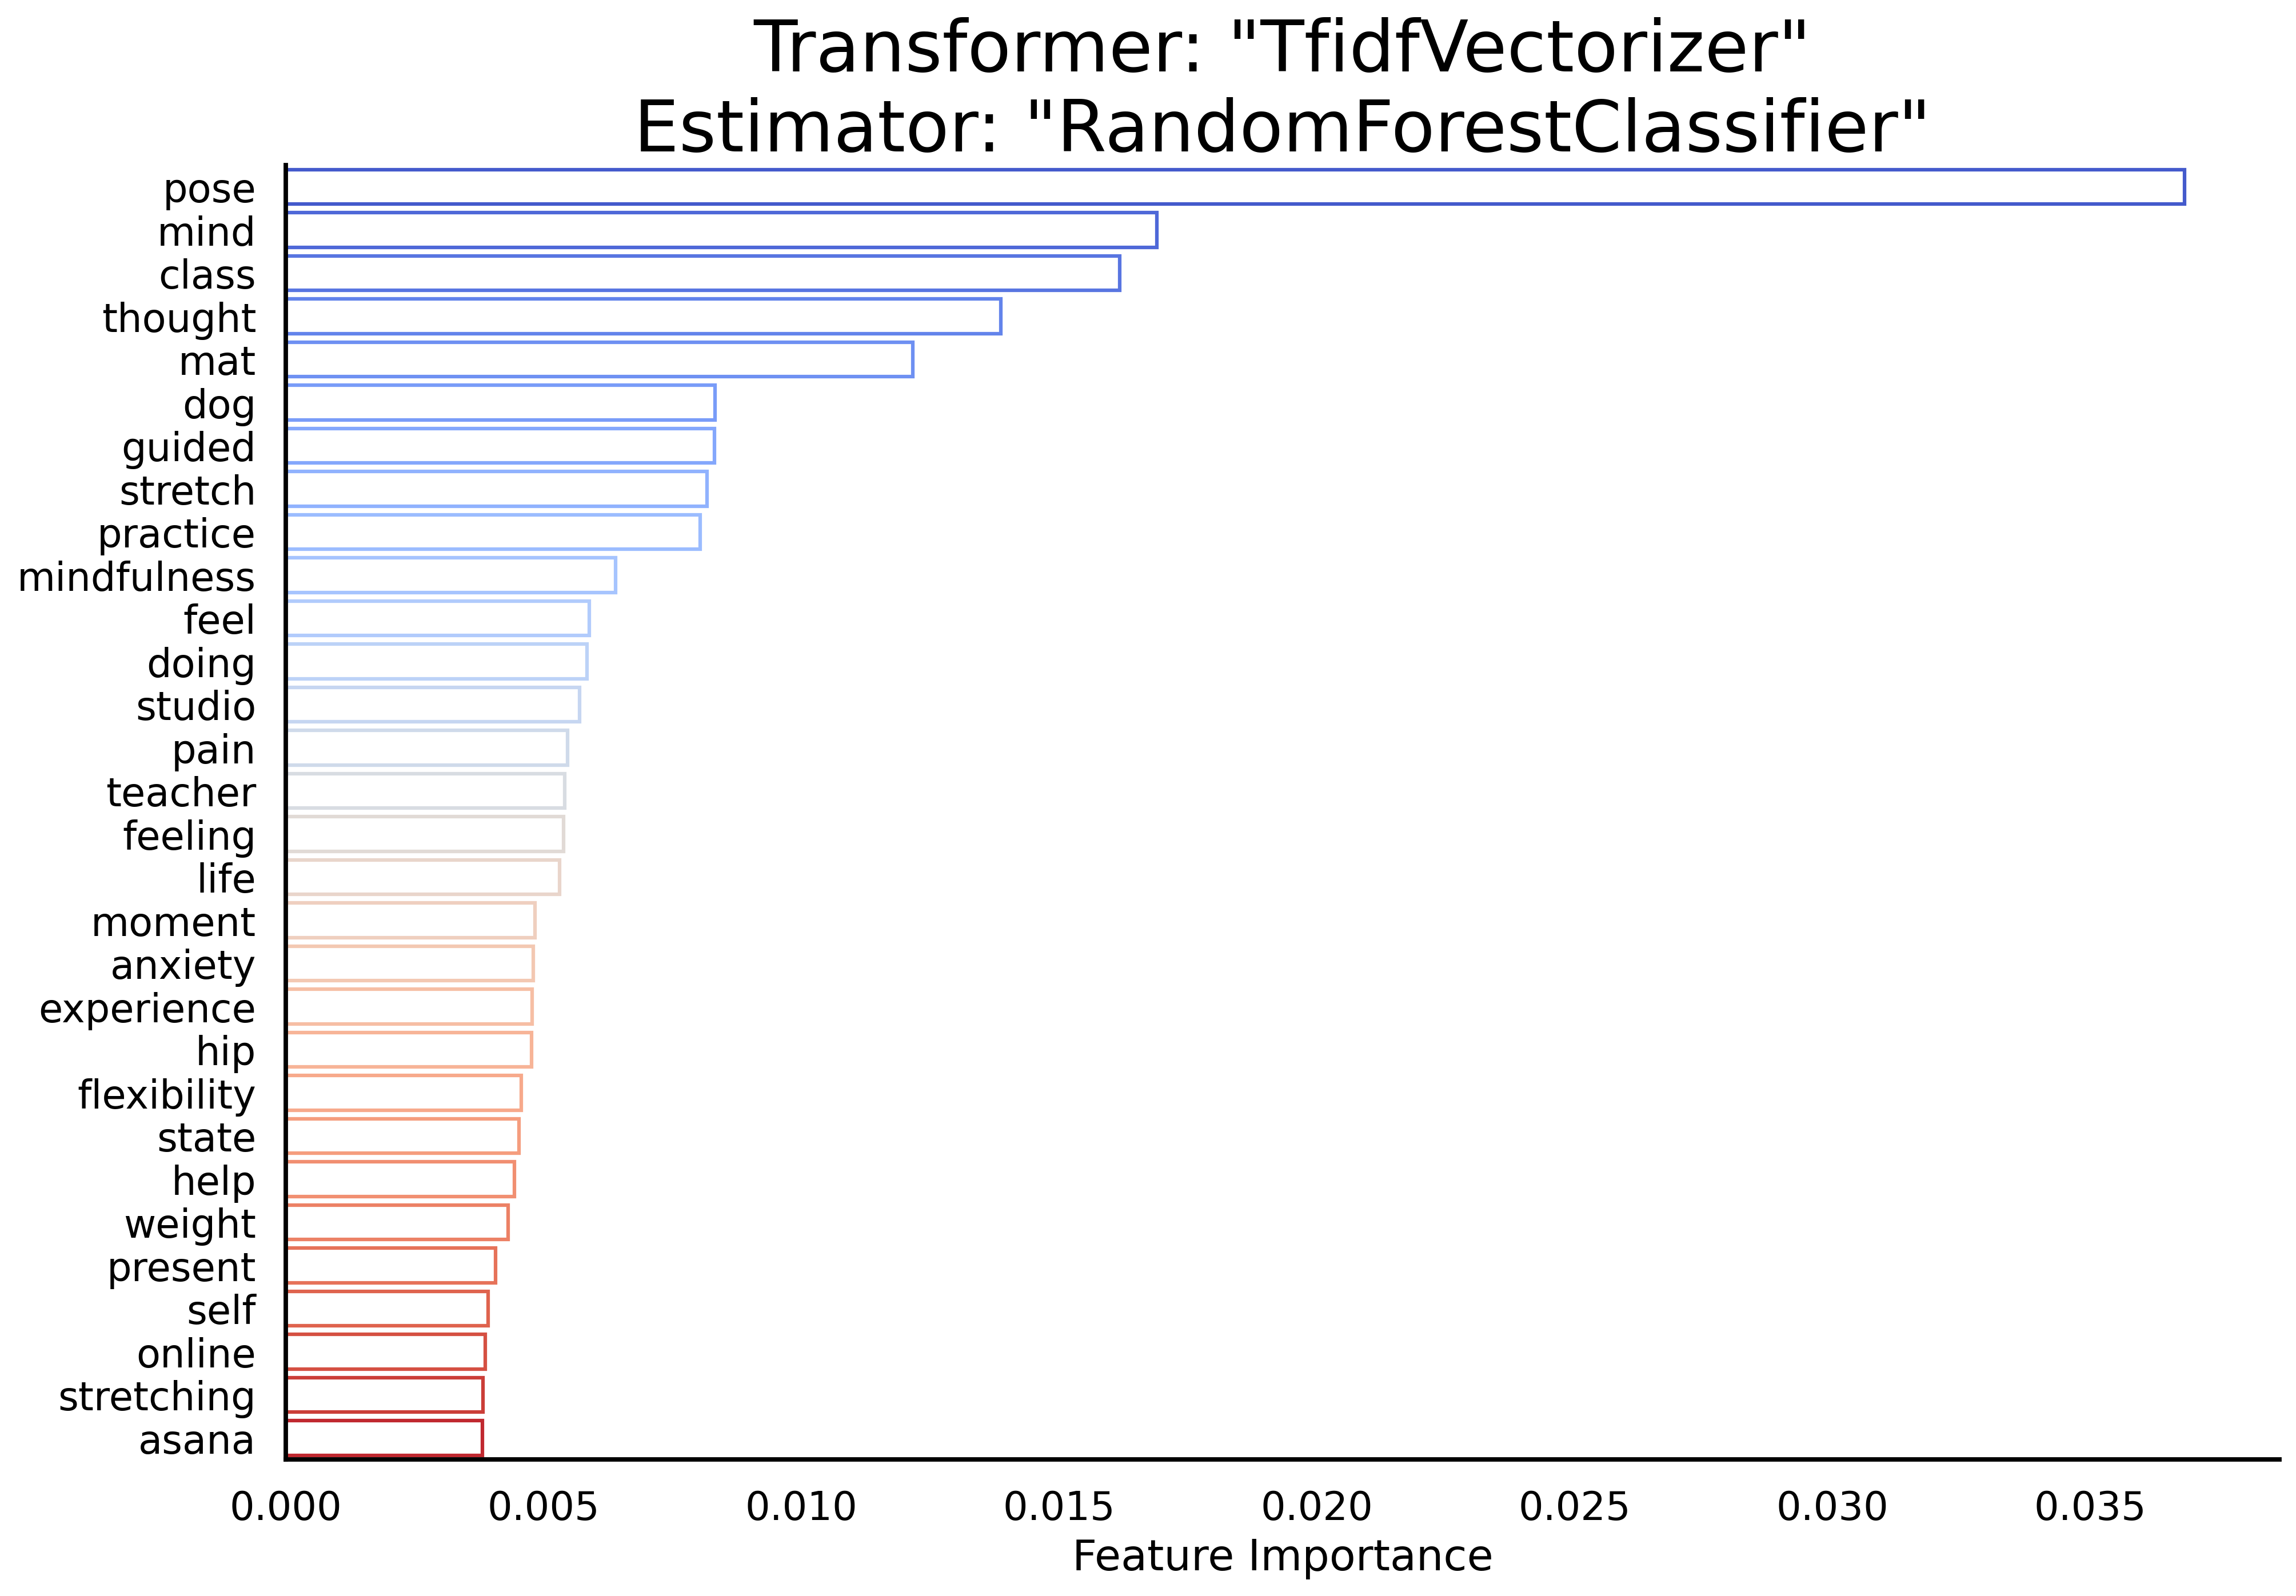 Transformer: "TfidfVectorizer"
Estimator: "RandomForestClassifier"
pose
mind
class
thought
mat
dog
guided
stretch
practice
mindfulness
feel
doing
studio
pain
teacher
feeling
life
moment
anxiety
experience
hip
flexibility
state
help
weight
present
self
online
stretching
asana
0.000 0.005 0.010 0.015 0.020 0.025 0.030 0.035
Feature Importance